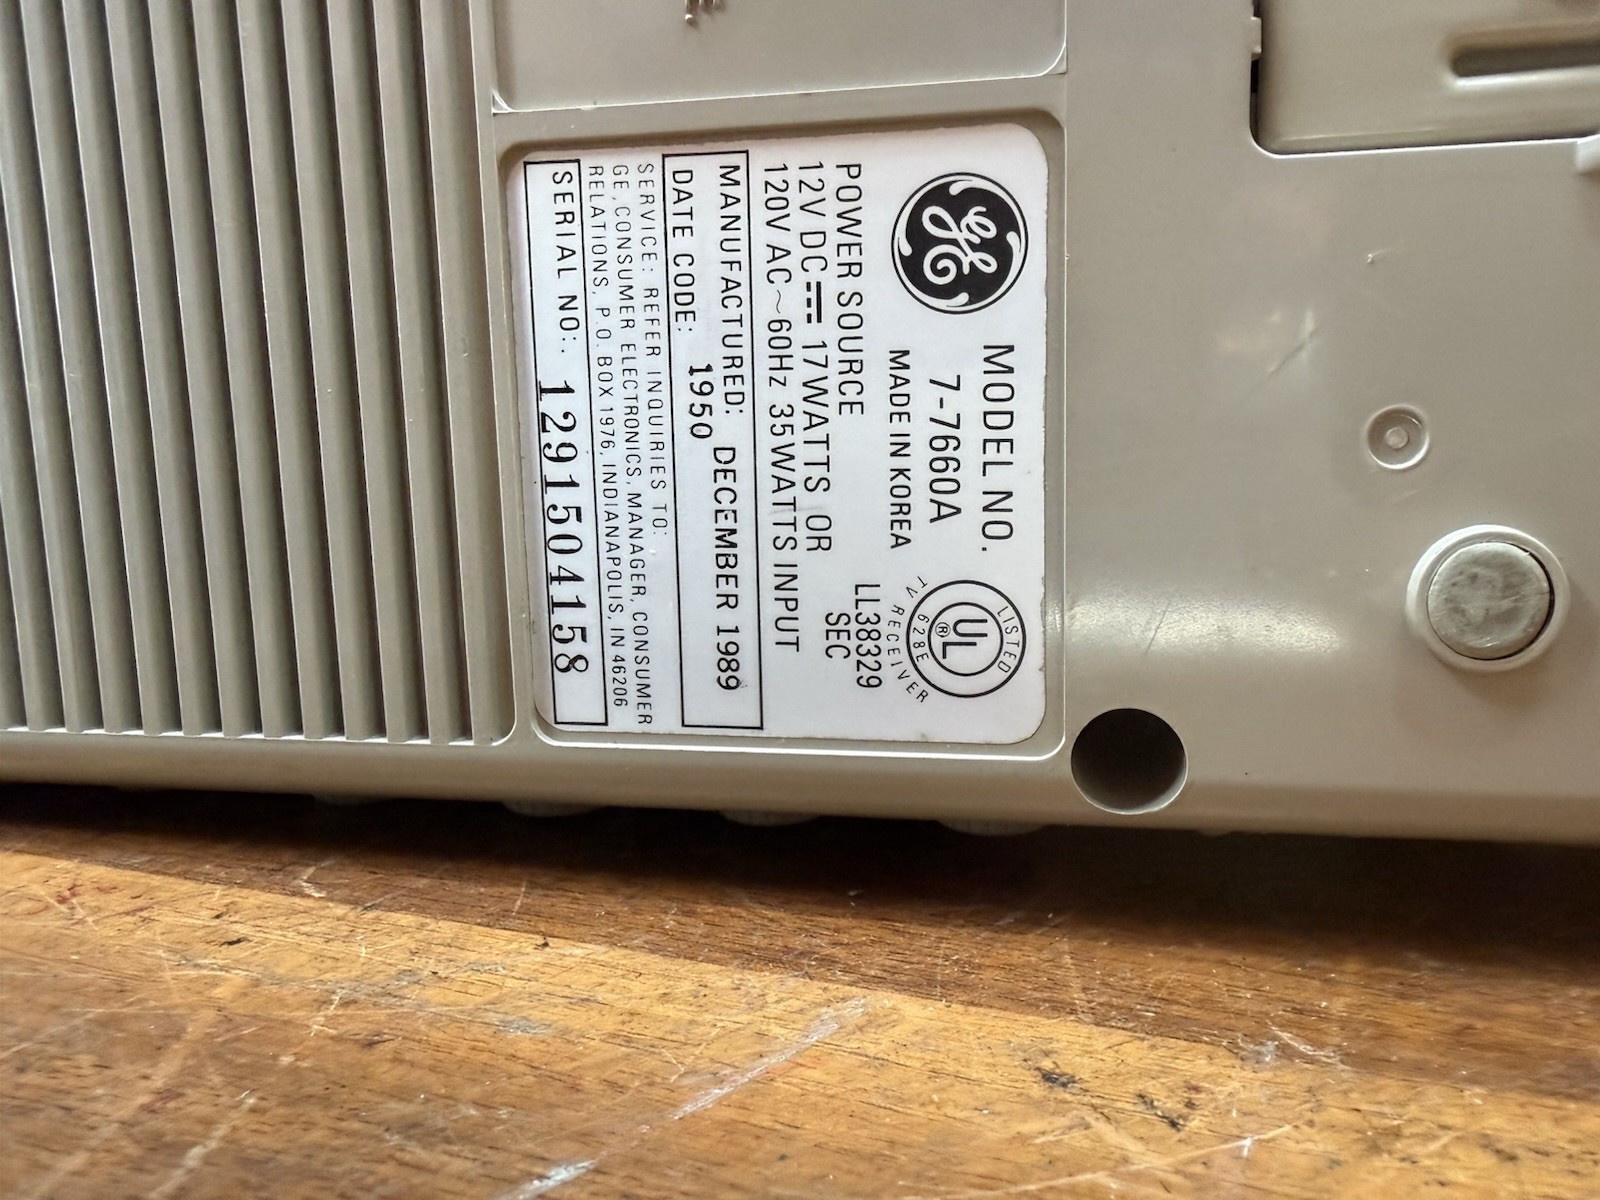 GE
MODEL NO.
7-7660A
MADE IN KOREA
LISTED
UL®
TV RECEIVER
628E
LL38329
SEC
POWER SOURCE
12V DC⎓ 17WATTS OR
120V AC~60Hz 35WATTS INPUT
MANUFACTURED: DECEMBER 1989
DATE CODE: 1950
SERVICE: REFER INQUIRIES TO:
GE, CONSUMER ELECTRONICS, MANAGER, CONSUMER
RELATIONS, P.O. BOX 1976, INDIANAPOLIS, IN 46206
SERIAL NO:. 1291504158